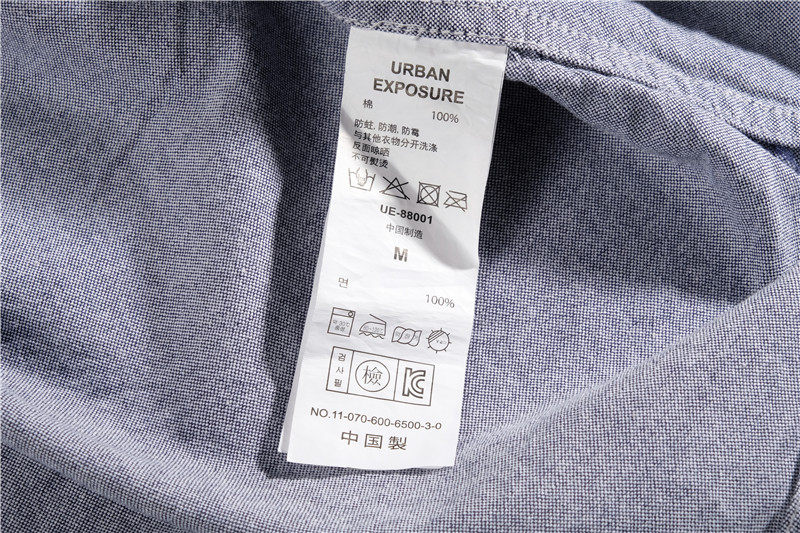 URBAN
EXPOSURE
棉 100%
防蛀, 防潮, 防霉
与其他衣物分开洗涤
反面晾晒
不可熨烫
UE-88001
中国制造
M
면 100%
검사필 檢
NO.11-070-600-6500-3-0
中国製